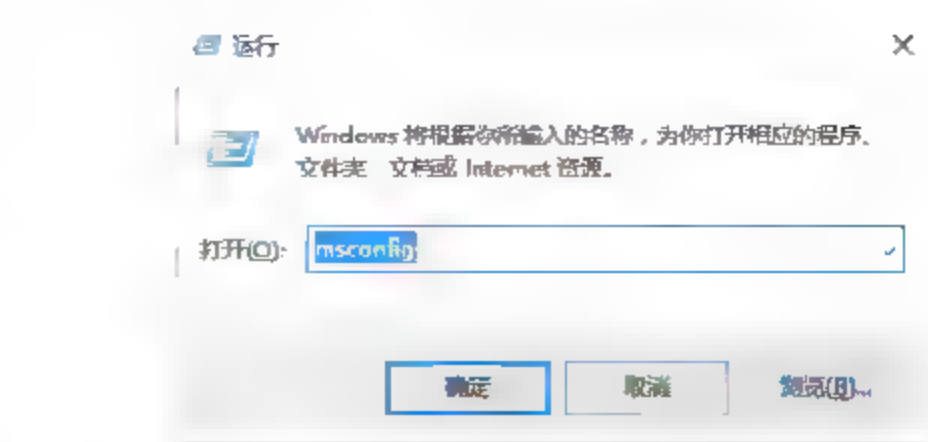 运行
Windows 将根据你所输入的名称，为你打开相应的程序、
文件夹、文档或 Internet 资源。
打开(O): msconfig
确定 取消 浏览(B)...